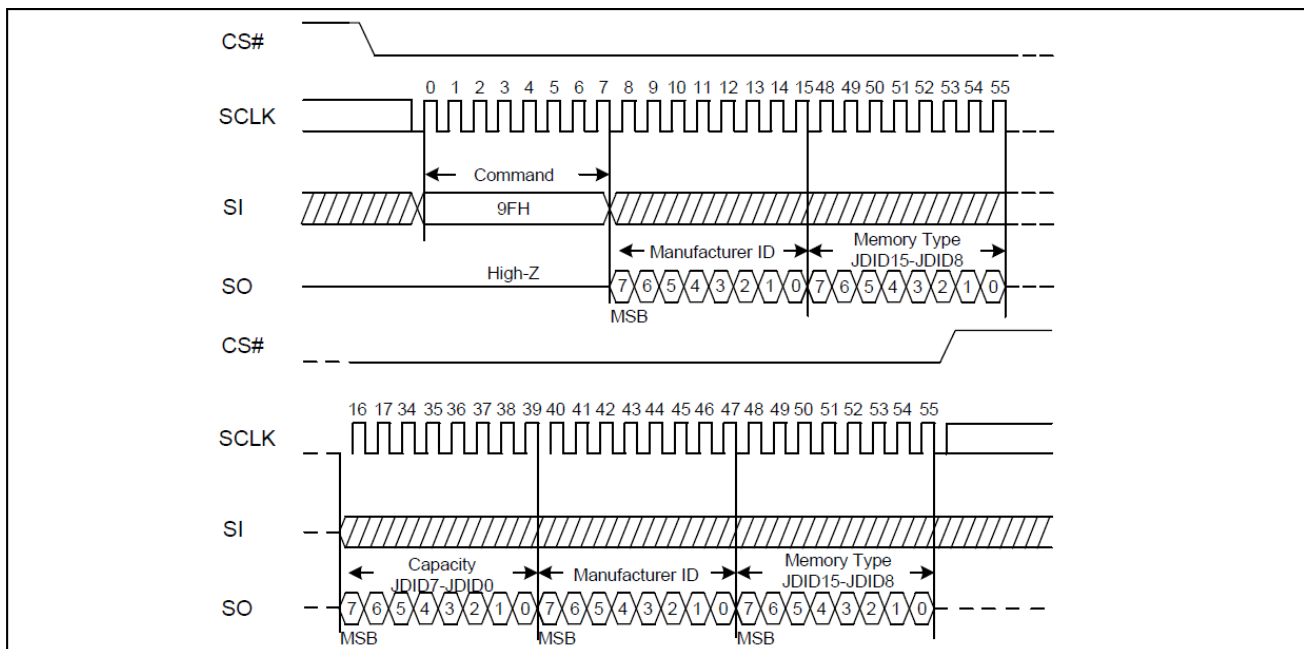 CS#
0 1 2 3 4 5 6 7 8 9 10 11 12 13 14 15 48 49 50 51 52 53 54 55
SCLK
Command
SI
9FH
Manufacturer ID
Memory Type
JDID15-JDID8
High-Z
SO
7 6 5 4 3 2 1 0 7 6 5 4 3 2 1 0
MSB
CS#
16 17 34 35 36 37 38 39 40 41 42 43 44 45 46 47 48 49 50 51 52 53 54 55
SCLK
SI
Capacity
JDID7-JDID0
Manufacturer ID
Memory Type
JDID15-JDID8
SO
7 6 5 4 3 2 1 0 7 6 5 4 3 2 1 0 7 6 5 4 3 2 1 0
MSB MSB MSB